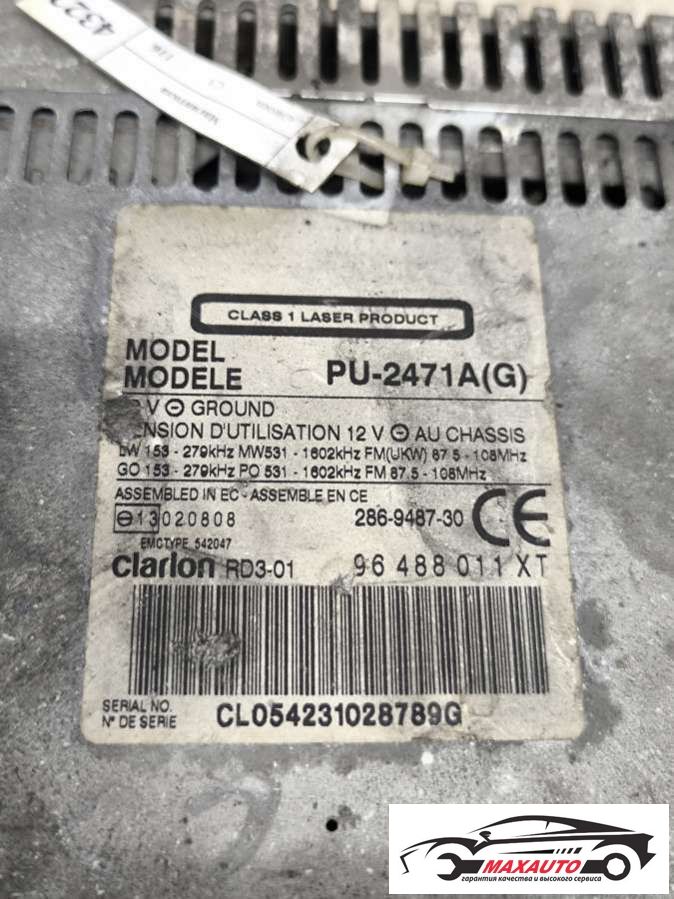 4322
CLASS 1 LASER PRODUCT
MODEL
MODELE PU-2471A(G)
V ⊖ GROUND
D'UTILISATION 12 V ⊖ AU CHASSIS
LW 153 - 279kHz MW531 - 1602kHz FM(UKW) 87.5 - 108MHz
GO 153 - 279kHz PO 531 - 1602kHz FM 87.5 - 108MHz
ASSEMBLED IN EC - ASSEMBLE EN CE
⊖13020808 286-9487-30 CE
EMCTYPE 542047
Clarion RD3-01 96 488 011 XT
SERIAL NO.
N° DE SERIE CL054231028789G
MAXAUTO
гарантия качества и высокого сервиса